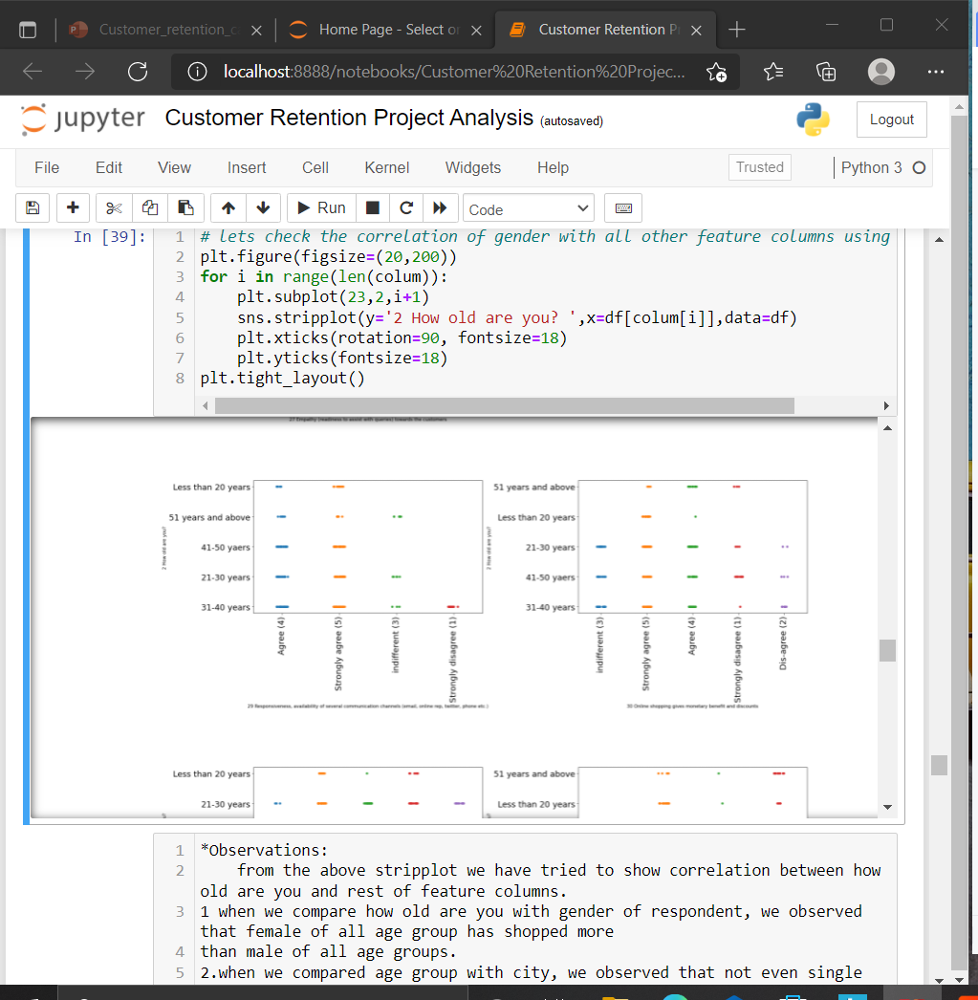 Customer_retention_c
Home Page - Select or
Customer Retention P
localhost:8888/notebooks/Customer%20Retention%20Projec...
jupyter Customer Retention Project Analysis (autosaved)
Logout
File Edit View Insert Cell Kernel Widgets Help
Trusted
Python 3
Run
Code
In [39]:
1 # lets check the correlation of gender with all other feature columns using
2 plt.figure(figsize=(20,200))
3 for i in range(len(colum)):
4 plt.subplot(23,2,i+1)
5 sns.stripplot(y='2 How old are you? ',x=df[colum[i]],data=df)
6 plt.xticks(rotation=90, fontsize=18)
7 plt.yticks(fontsize=18)
8 plt.tight_layout()
27 Empathy (readiness to assist with queries) towards the customers
2 How old are you?
Less than 20 years
51 years and above
41-50 yaers
21-30 years
31-40 years
Agree (4)
Strongly agree (5)
indifferent (3)
Strongly disagree (1)
29 Responsiveness, availability of several communication channels (email, online rep, twitter, phone etc.)
2 How old are you?
51 years and above
Less than 20 years
21-30 years
41-50 yaers
31-40 years
indifferent (3)
Strongly agree (5)
Agree (4)
Strongly disagree (1)
Dis-agree (2)
30 Online shopping gives monetary benefit and discounts
Less than 20 years
21-30 years
51 years and above
Less than 20 years
1 *Observations:
2 from the above stripplot we have tried to show correlation between how
old are you and rest of feature columns.
3 1 when we compare how old are you with gender of respondent, we observed
that female of all age group has shopped more
4 than male of all age groups.
5 2.when we compared age group with city, we observed that not even single